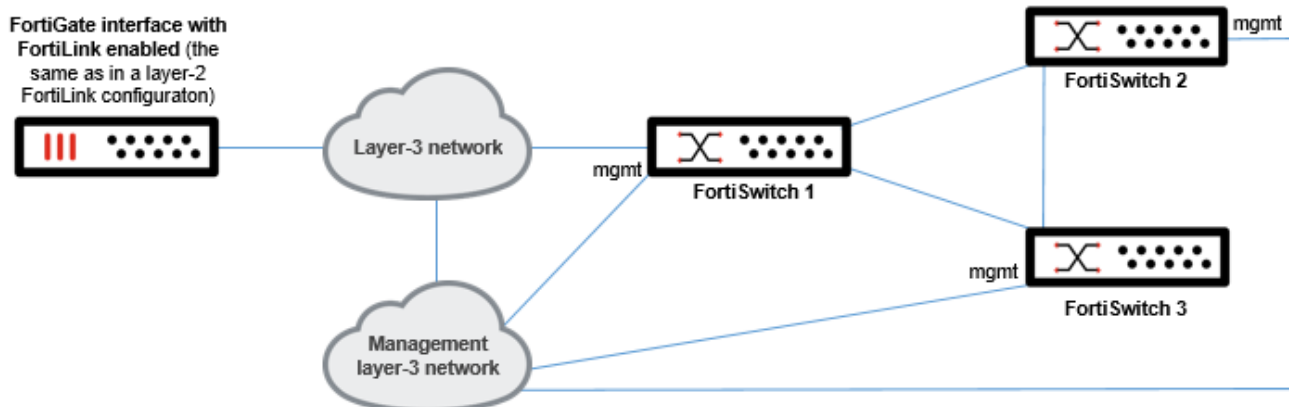 FortiGate interface with
FortiLink enabled (the
same as in a layer-2
FortiLink configuraton)
Layer-3 network
mgmt
FortiSwitch 1
mgmt
FortiSwitch 2
mgmt
FortiSwitch 3
Management
layer-3 network